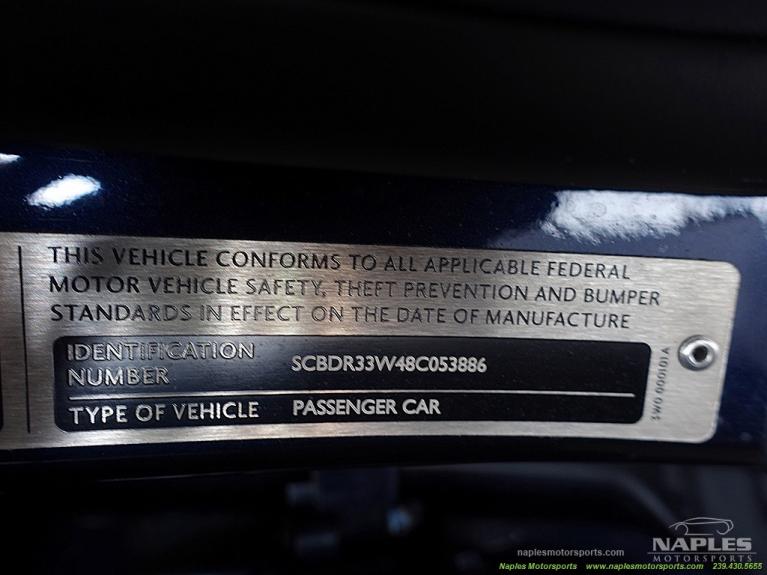 THIS VEHICLE CONFORMS TO ALL APPLICABLE FEDERAL
MOTOR VEHICLE SAFETY, THEFT PREVENTION AND BUMPER
STANDARDS IN EFFECT ON THE DATE OF MANUFACTURE
IDENTIFICATION
NUMBER
SCBDR33W48C053886
TYPE OF VEHICLE
PASSENGER CAR
3W0 000101 A
NAPLES
MOTORSPORTS
naplesmotorsports.com
Naples Motorsports www.naplesmotorsports.com 239.430.5655